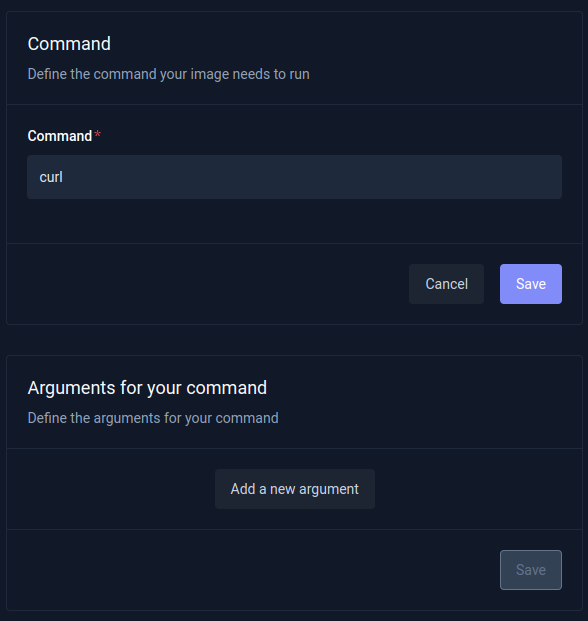 Command
Define the command your image needs to run
Command*
curl
Cancel Save
Arguments for your command
Define the arguments for your command
Add a new argument
Save